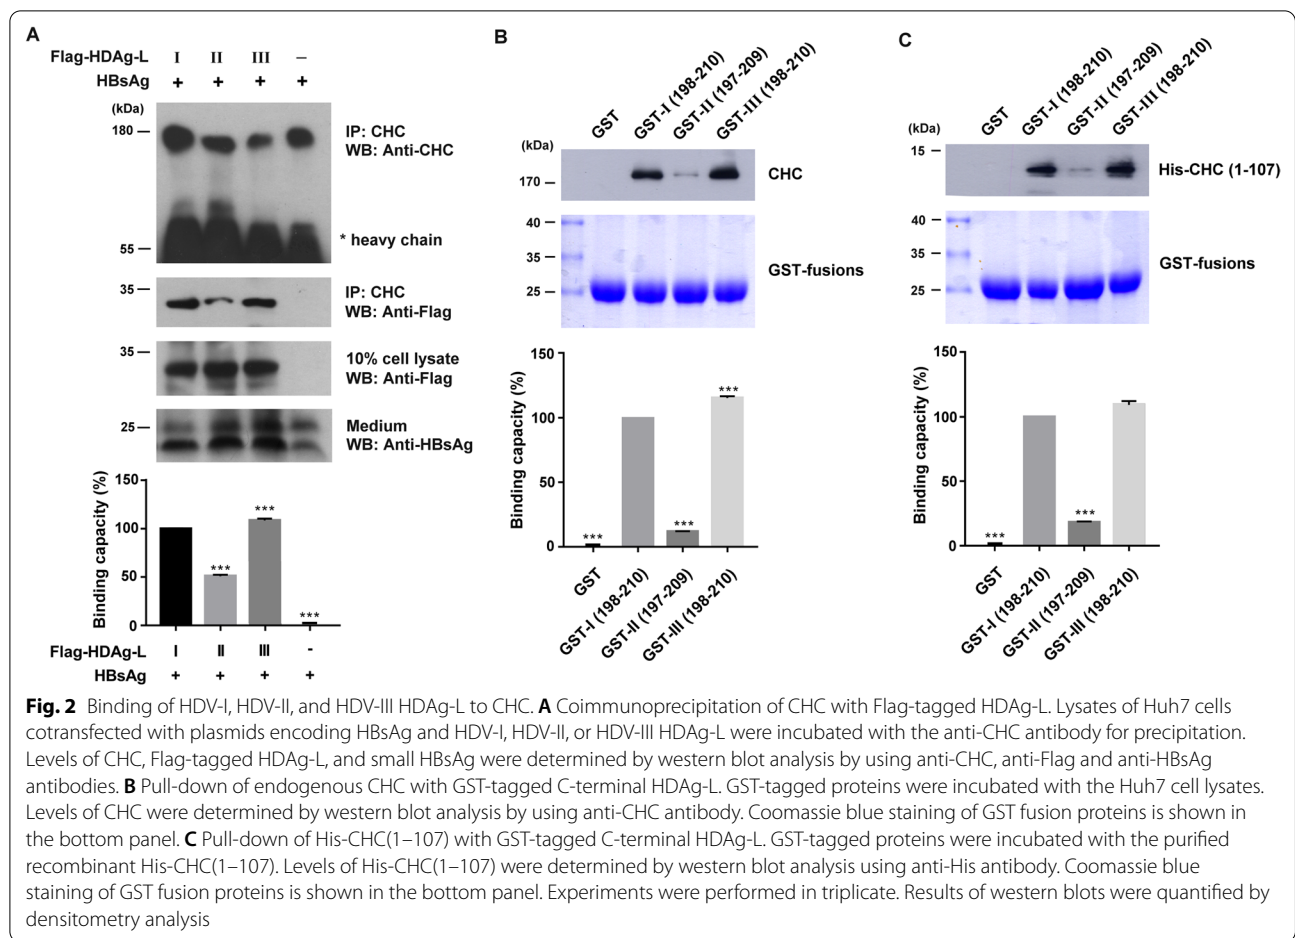 A
Flag-HDAg-L I II III –
HBsAg + + + +
(kDa)
180
IP: CHC
WB: Anti-CHC
55
* heavy chain
35
IP: CHC
WB: Anti-Flag
35
10% cell lysate
WB: Anti-Flag
25
Medium
WB: Anti-HBsAg
Binding capacity (%)
150
100
50
0
***
***
***
Flag-HDAg-L I II III -
HBsAg + + + +
B
GST
GST-I (198-210)
GST-II (197-209)
GST-III (198-210)
(kDa)
170
CHC
40
35
25
GST-fusions
Binding capacity (%)
150
100
50
0
***
***
***
GST
GST-I (198-210)
GST-II (197-209)
GST-III (198-210)
C
GST
GST-I (198-210)
GST-II (197-209)
GST-III (198-210)
(kDa)
15
His-CHC (1-107)
40
35
25
GST-fusions
Binding capacity (%)
150
100
50
0
***
***
GST
GST-I (198-210)
GST-II (197-209)
GST-III (198-210)
Fig. 2 Binding of HDV-I, HDV-II, and HDV-III HDAg-L to CHC. A Coimmunoprecipitation of CHC with Flag-tagged HDAg-L. Lysates of Huh7 cells
cotransfected with plasmids encoding HBsAg and HDV-I, HDV-II, or HDV-III HDAg-L were incubated with the anti-CHC antibody for precipitation.
Levels of CHC, Flag-tagged HDAg-L, and small HBsAg were determined by western blot analysis by using anti-CHC, anti-Flag and anti-HBsAg
antibodies. B Pull-down of endogenous CHC with GST-tagged C-terminal HDAg-L. GST-tagged proteins were incubated with the Huh7 cell lysates.
Levels of CHC were determined by western blot analysis by using anti-CHC antibody. Coomassie blue staining of GST fusion proteins is shown in
the bottom panel. C Pull-down of His-CHC(1–107) with GST-tagged C-terminal HDAg-L. GST-tagged proteins were incubated with the purified
recombinant His-CHC(1–107). Levels of His-CHC(1–107) were determined by western blot analysis using anti-His antibody. Coomassie blue
staining of GST fusion proteins is shown in the bottom panel. Experiments were performed in triplicate. Results of western blots were quantified by
densitometry analysis